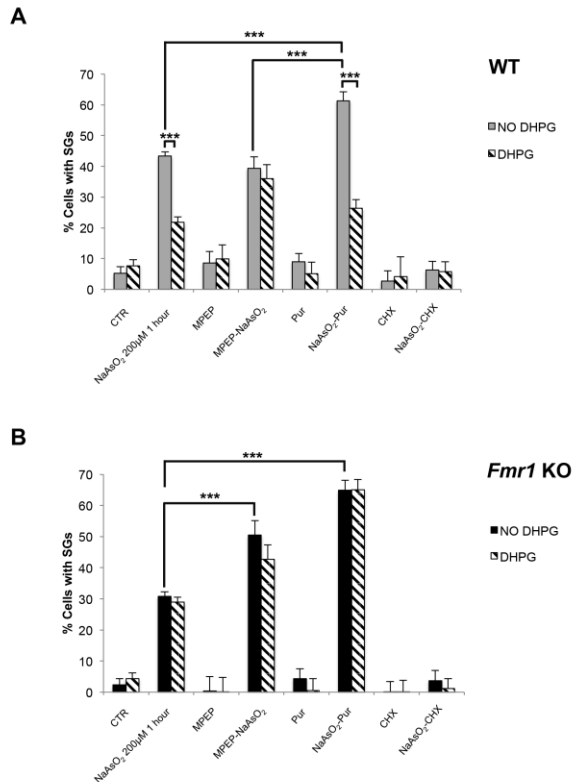 A
WT
***
***
***
***
NO DHPG
DHPG
% Cells with SGs
70
60
50
40
30
20
10
0
CTR
NaAsO₂ 200µM 1 hour
MPEP
MPEP-NaAsO₂
Pur
NaAsO₂-Pur
CHX
NaAsO₂-CHX
B
Fmr1 KO
***
***
NO DHPG
DHPG
% Cells with SGs
70
60
50
40
30
20
10
0
CTR
NaAsO₂ 200µM 1 hour
MPEP
MPEP-NaAsO₂
Pur
NaAsO₂-Pur
CHX
NaAsO₂-CHX